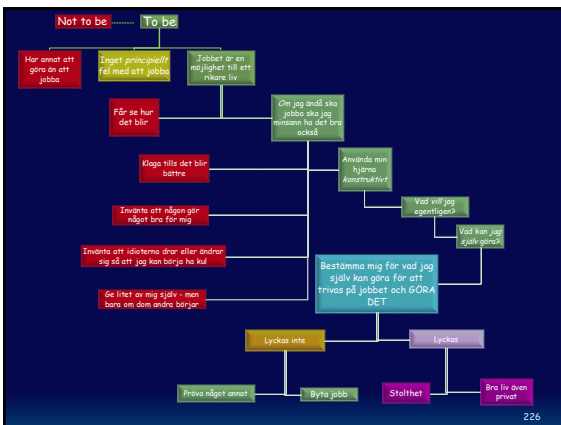 Not to be
To be
Har annat att
göra än att
jobba
Inget principiellt
fel med att jobba
Jobbet är en
möjlighet till ett
rikare liv
Får se hur
det blir
Om jag ändå ska
jobba ska jag
minsann ha det bra
också
Klaga tills det blir
bättre
Använda min
hjärna
konstruktivt
Invänta att någon gör
något bra för mig
Vad vill jag
egentligen?
Vad kan jag
själv göra?
Invänta att idioterna drar eller ändrar
sig så att jag kan börja ha kul
Bestämma mig för vad jag
själv kan göra för att
trivas på jobbet och GÖRA
DET
Ge litet av mig själv - men
bara om dom andra börjar
Lyckas inte
Lyckas
Pröva något annat
Byta jobb
Stolthet
Bra liv även
privat
226